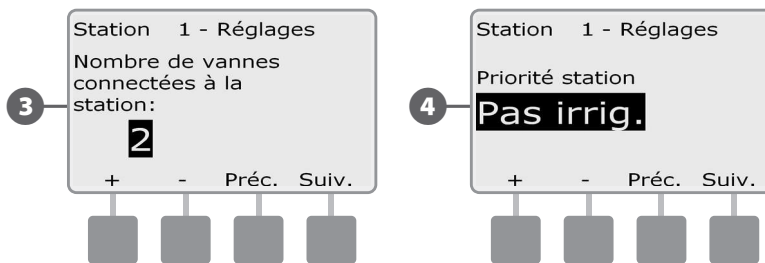 3
Station 1 - Réglages
Nombre de vannes
connectées à la
station:
2
+ - Préc. Suiv.
4
Station 1 - Réglages
Priorité station
Pas irrig.
+ - Préc. Suiv.